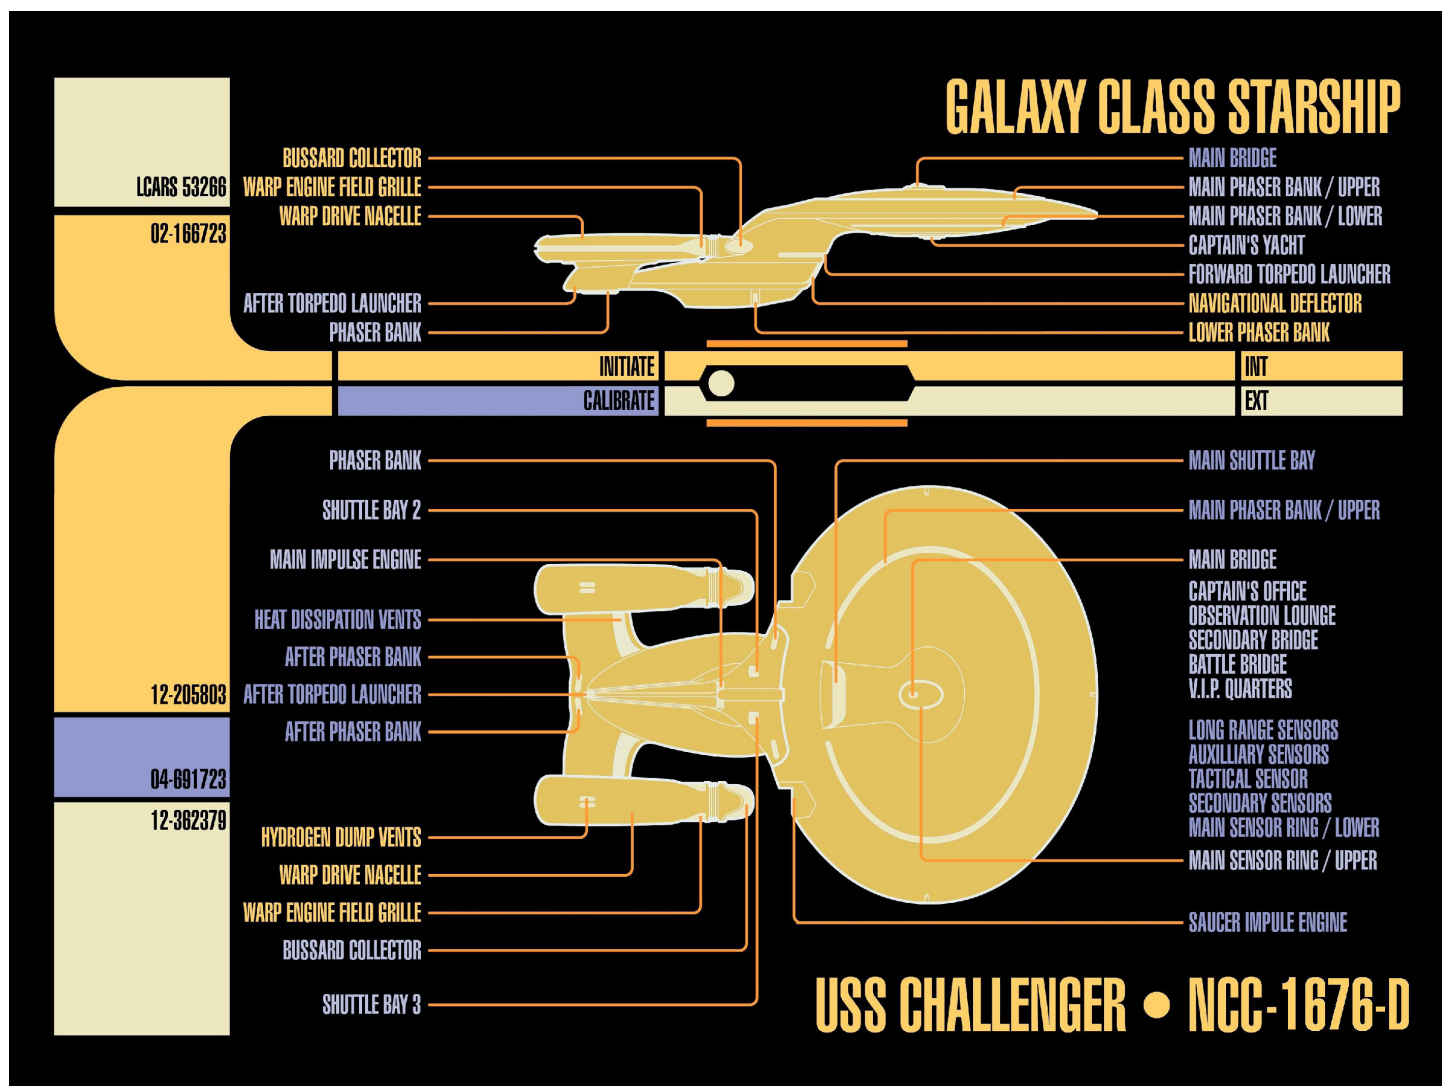 GALAXY CLASS STARSHIP
LCARS 53266
02-166723
BUSSARD COLLECTOR
WARP ENGINE FIELD GRILLE
WARP DRIVE NACELLE
AFTER TORPEDO LAUNCHER
PHASER BANK
MAIN BRIDGE
MAIN PHASER BANK / UPPER
MAIN PHASER BANK / LOWER
CAPTAIN'S YACHT
FORWARD TORPEDO LAUNCHER
NAVIGATIONAL DEFLECTOR
LOWER PHASER BANK
INITIATE
INT
CALIBRATE
EXT
12-205803
04-691723
12-362379
PHASER BANK
SHUTTLE BAY 2
MAIN IMPULSE ENGINE
HEAT DISSIPATION VENTS
AFTER PHASER BANK
AFTER TORPEDO LAUNCHER
AFTER PHASER BANK
HYDROGEN DUMP VENTS
WARP DRIVE NACELLE
WARP ENGINE FIELD GRILLE
BUSSARD COLLECTOR
SHUTTLE BAY 3
MAIN SHUTTLE BAY
MAIN PHASER BANK / UPPER
MAIN BRIDGE
CAPTAIN'S OFFICE
OBSERVATION LOUNGE
SECONDARY BRIDGE
BATTLE BRIDGE
V.I.P. QUARTERS
LONG RANGE SENSORS
AUXILLIARY SENSORS
TACTICAL SENSOR
SECONDARY SENSORS
MAIN SENSOR RING / LOWER
MAIN SENSOR RING / UPPER
SAUCER IMPULE ENGINE
USS CHALLENGER • NCC-1676-D